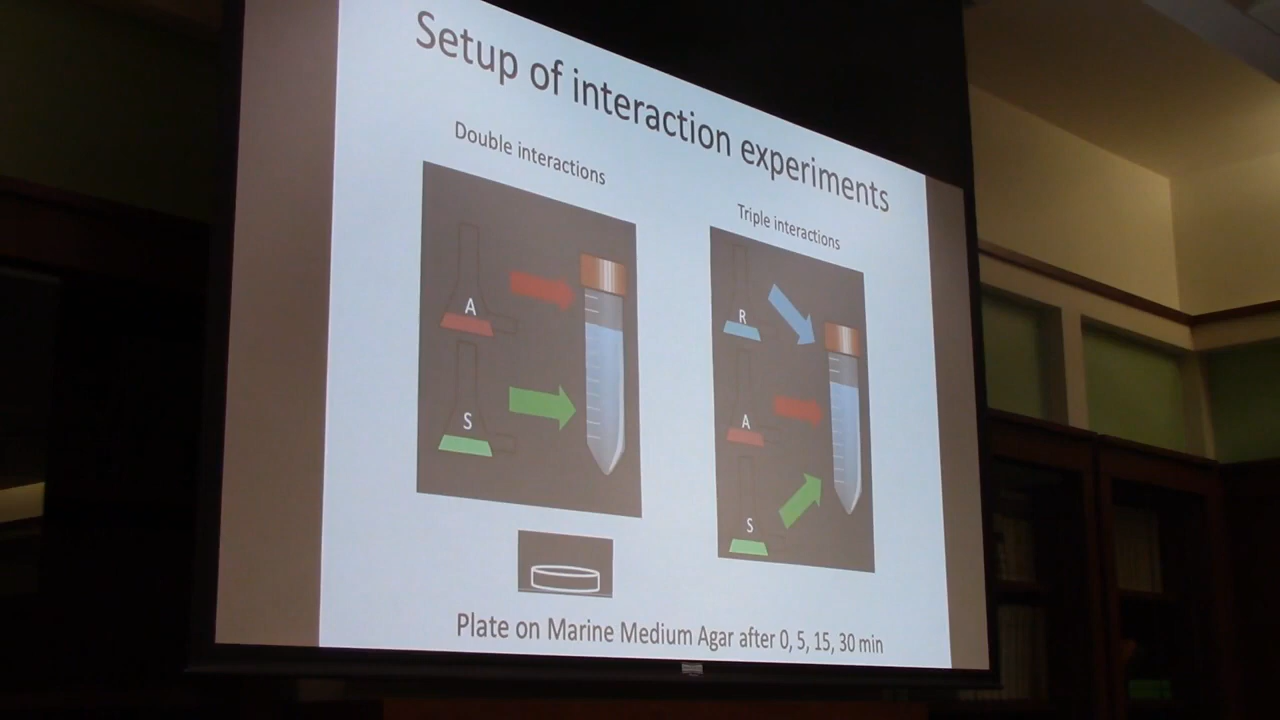 Setup of interaction experiments
Double interactions
Triple interactions
A
S
R
A
S
Plate on Marine Medium Agar after 0, 5, 15, 30 min